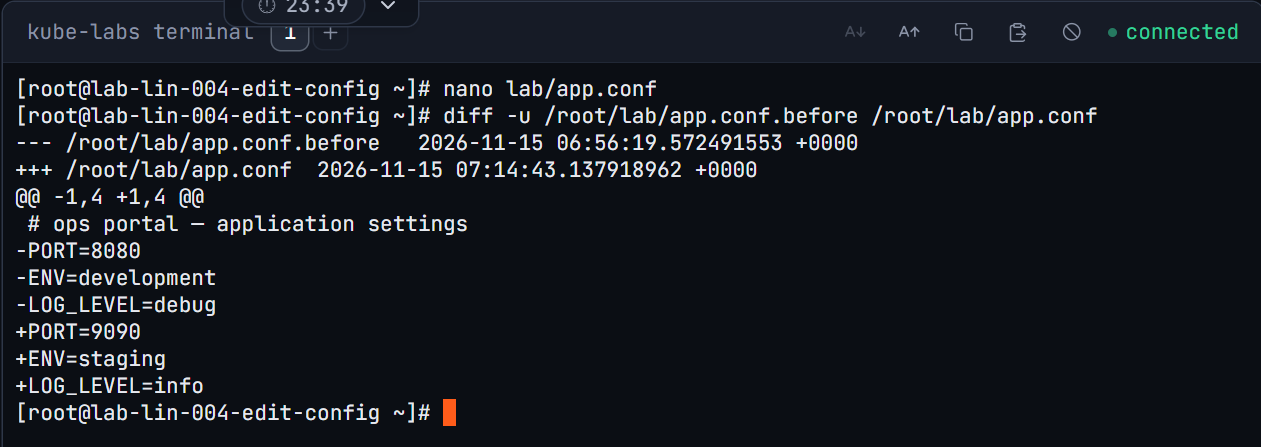 23:39
kube-labs terminal 1 +
A↓ A↑ connected
[root@lab-lin-004-edit-config ~]# nano lab/app.conf
[root@lab-lin-004-edit-config ~]# diff -u /root/lab/app.conf.before /root/lab/app.conf
--- /root/lab/app.conf.before   2026-11-15 06:56:19.572491553 +0000
+++ /root/lab/app.conf  2026-11-15 07:14:43.137918962 +0000
@@ -1,4 +1,4 @@
 # ops portal — application settings
-PORT=8080
-ENV=development
-LOG_LEVEL=debug
+PORT=9090
+ENV=staging
+LOG_LEVEL=info
[root@lab-lin-004-edit-config ~]#